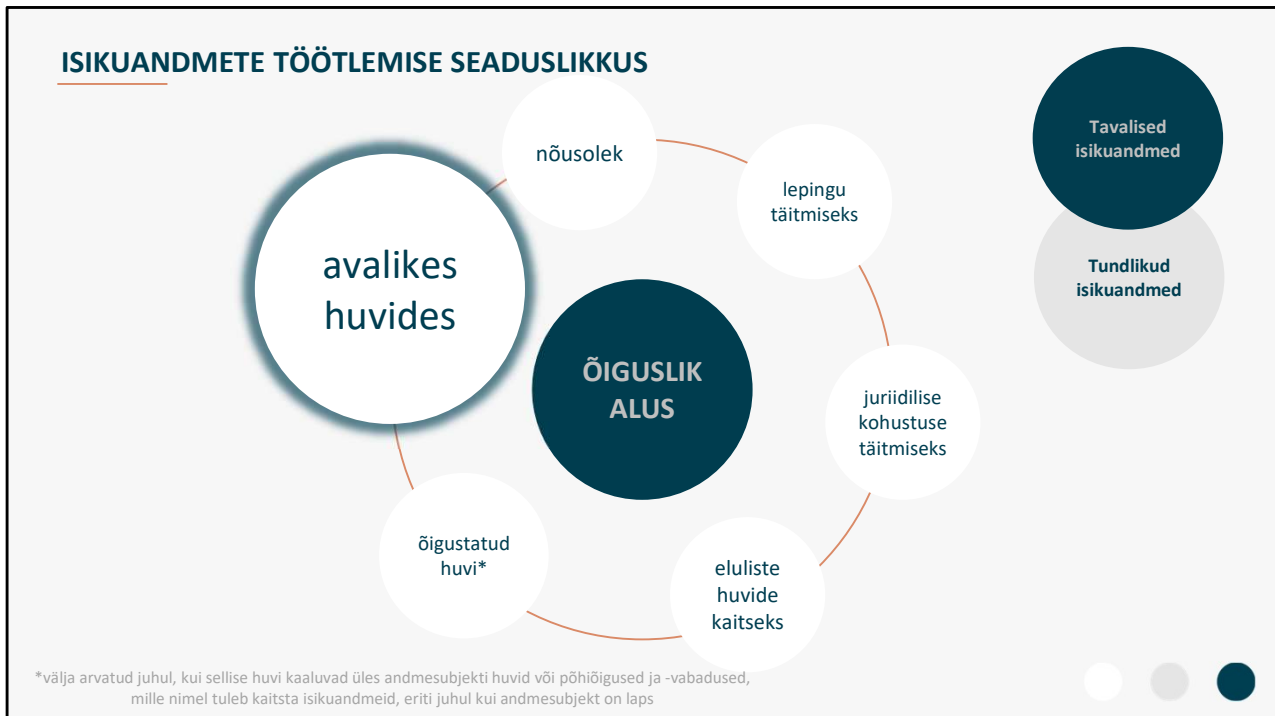 ISIKUANDMETE TÖÖTLEMISE SEADUSLIKKUS
nõusolek
lepingu
täitmiseks
juriidilise
kohustuse
täitmiseks
eluliste
huvide
kaitseks
õigustatud
huvi*
avalikes
huvides
ÕIGUSLIK
ALUS
Tavalised
isikuandmed
Tundlikud
isikuandmed
*välja arvatud juhul, kui sellise huvi kaaluvad üles andmesubjekti huvid või põhiõigused ja -vabadused,
mille nimel tuleb kaitsta isikuandmeid, eriti juhul kui andmesubjekt on laps